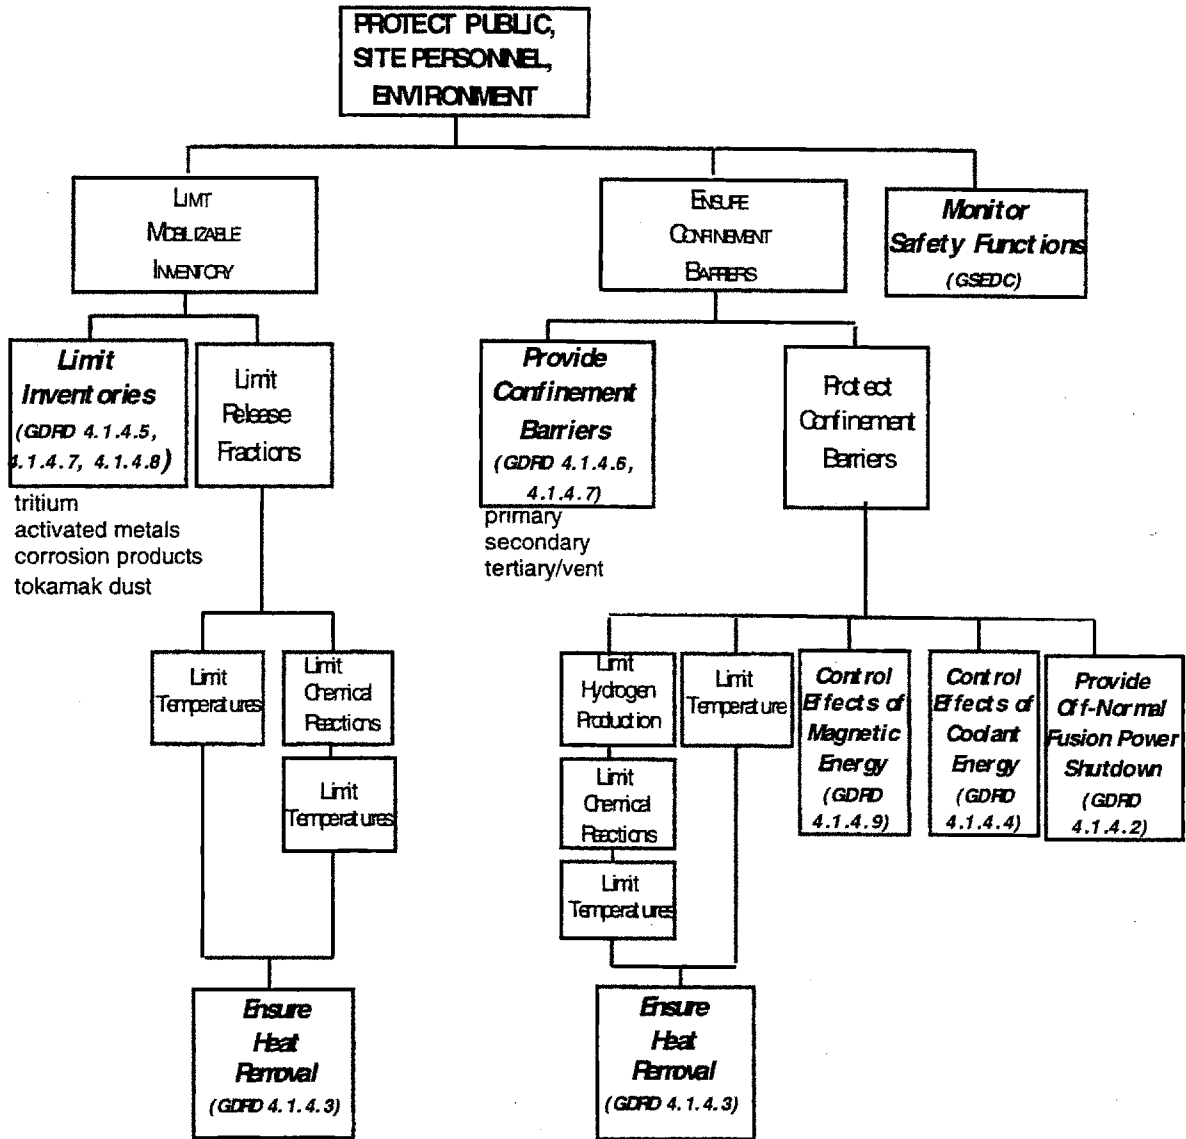 PROTECT PUBLIC,
SITE PERSONNEL,
ENVIRONMENT
LIMIT
MOBILIZABLE
INVENTORY
ENSURE
CONFINEMENT
BARRIERS
Monitor
Safety Functions
(GSEDC)
Limit
Inventories
(GDRD 4.1.4.5,
4.1.4.7, 4.1.4.8)
tritium
activated metals
corrosion products
tokamak dust
Limit
Release
Fractions
Provide
Confinement
Barriers
(GDRD 4.1.4.6,
4.1.4.7)
primary
secondary
tertiary/vent
Protect
Confinement
Barriers
Limit
Temperatures
Limit
Chemical
Reactions
Limit
Temperatures
Limit
Hydrogen
Production
Limit
Chemical
Reactions
Limit
Temperatures
Limit
Temperature
Control
Effects of
Magnetic
Energy
(GDRD
4.1.4.9)
Control
Effects of
Coolant
Energy
(GDRD
4.1.4.4)
Provide
Off-Normal
Fusion Power
Shutdown
(GDRD
4.1.4.2)
Ensure
Heat
Removal
(GDRD 4.1.4.3)
Ensure
Heat
Removal
(GDRD 4.1.4.3)